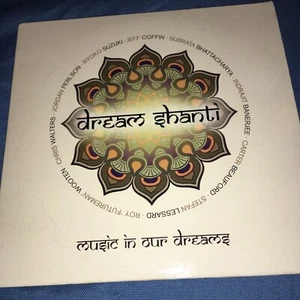 dream shanti
RYOKO SUZUKI · JEFF COFFIN · SUBRATA BHATTACHARYA · INDRAJIT BANERJEE · CARTER BEAUFORD · STEFAN LESSARD · ROY 'FUTUREMAN' WOOTEN · CHRIS WALTERS · JORDAN PERLSON ·
music in our dreams